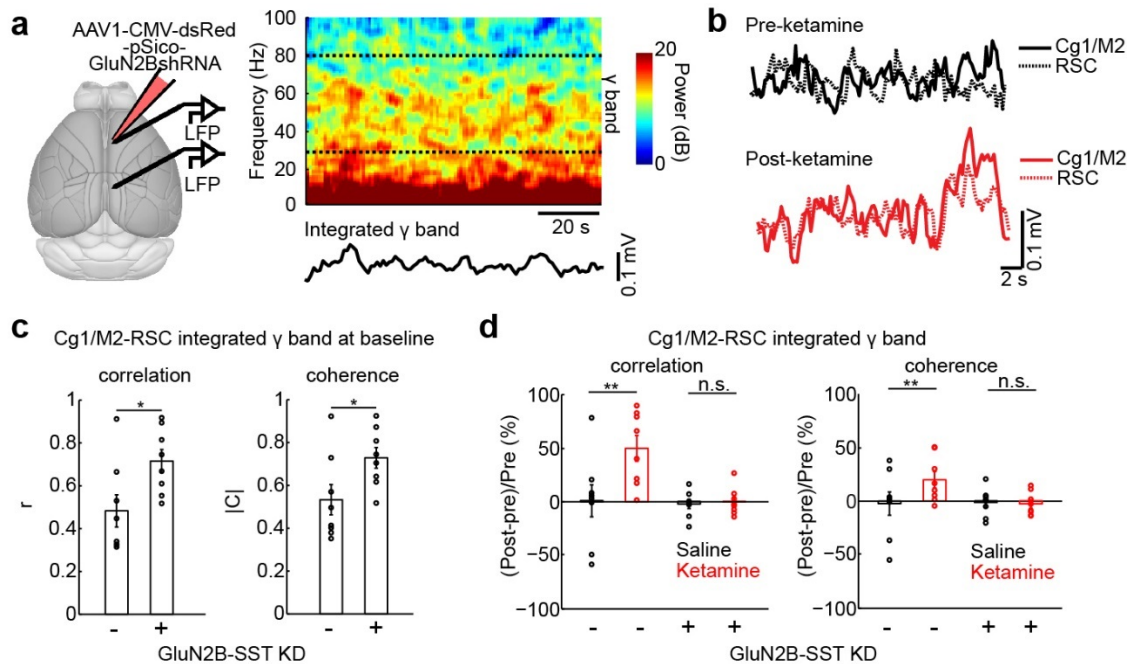 a
AAV1-CMV-dsRed
-pSico-
GluN2BshRNA
LFP
LFP
Frequency (Hz)
100
80
60
40
20
0
γ band
20
0
Power (dB)
20 s
Integrated γ band
0.1 mV
b
Pre-ketamine
Cg1/M2
RSC
Post-ketamine
Cg1/M2
RSC
0.1 mV
2 s
c
Cg1/M2-RSC integrated γ band at baseline
correlation
*
r
1
0.8
0.6
0.4
0.2
0
- +
coherence
*
|C|
1
0.8
0.6
0.4
0.2
0
- +
GluN2B-SST KD
d
Cg1/M2-RSC integrated γ band
correlation
** n.s.
(Post-pre)/Pre (%)
100
50
0
−50
−100
Saline
Ketamine
- - + +
coherence
** n.s.
(Post-pre)/Pre (%)
100
50
0
−50
−100
Saline
Ketamine
- - + +
GluN2B-SST KD